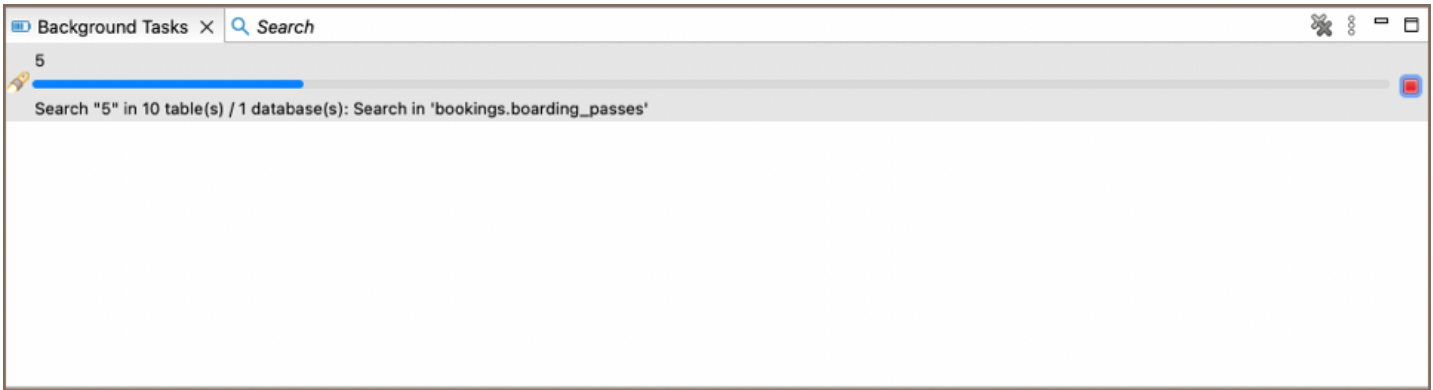 Background Tasks Search
5
Search "5" in 10 table(s) / 1 database(s): Search in 'bookings.boarding_passes'